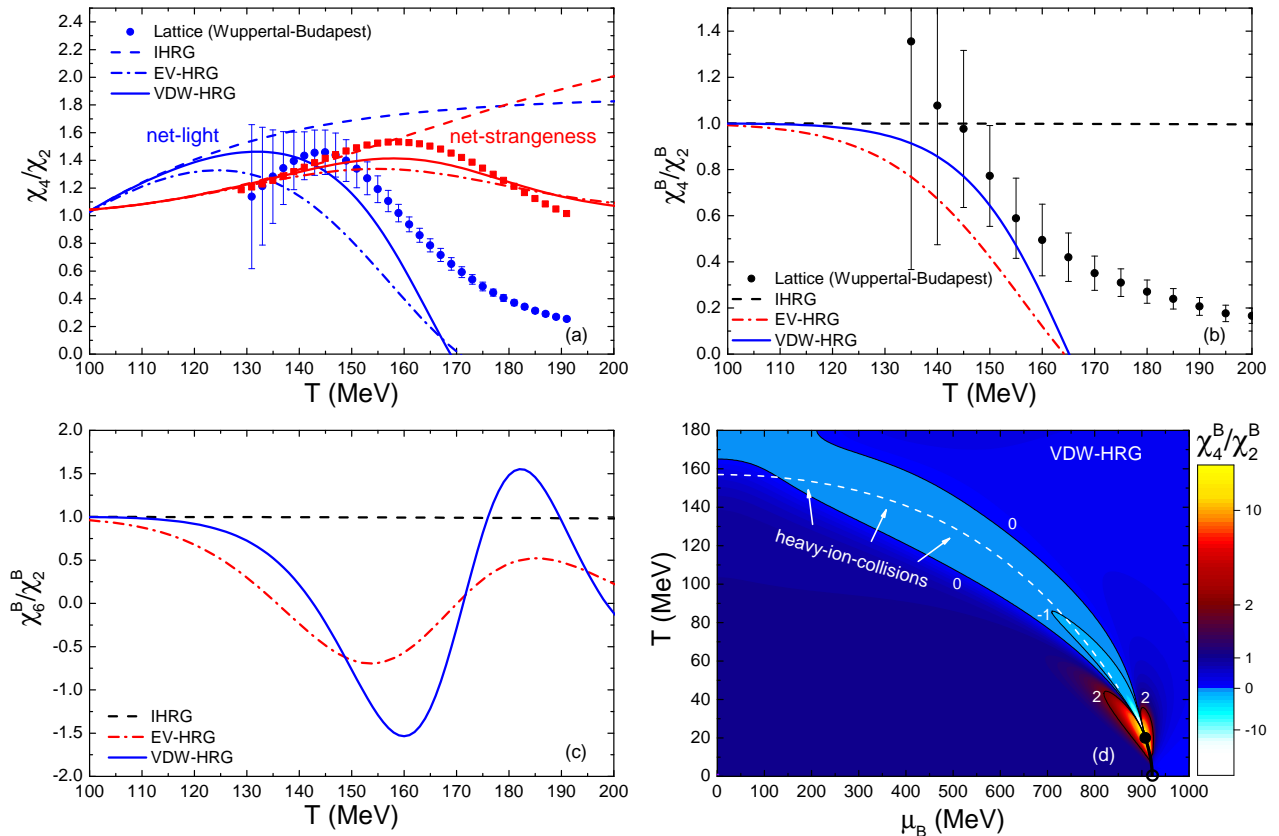 2.4
2.2
2.0
1.8
1.6
1.4
1.2
1.0
0.8
0.6
0.4
0.2
0.0
χ4/χ2
Lattice (Wuppertal-Budapest)
IHRG
EV-HRG
VDW-HRG
net-light
net-strangeness
(a)
100 110 120 130 140 150 160 170 180 190 200
T (MeV)
1.4
1.2
1.0
0.8
0.6
0.4
0.2
0.0
χ4^B/χ2^B
Lattice (Wuppertal-Budapest)
IHRG
EV-HRG
VDW-HRG
(b)
100 110 120 130 140 150 160 170 180 190 200
T (MeV)
2.0
1.5
1.0
0.5
0.0
-0.5
-1.0
-1.5
-2.0
χ6^B/χ2^B
IHRG
EV-HRG
VDW-HRG
(c)
100 110 120 130 140 150 160 170 180 190 200
T (MeV)
180
160
140
120
100
80
60
40
20
0
T (MeV)
VDW-HRG
heavy-ion-collisions
0
0
-1
2
2
(d)
0 100 200 300 400 500 600 700 800 900 1000
μB (MeV)
χ4^B/χ2^B
10
2
1
0
-2
-10